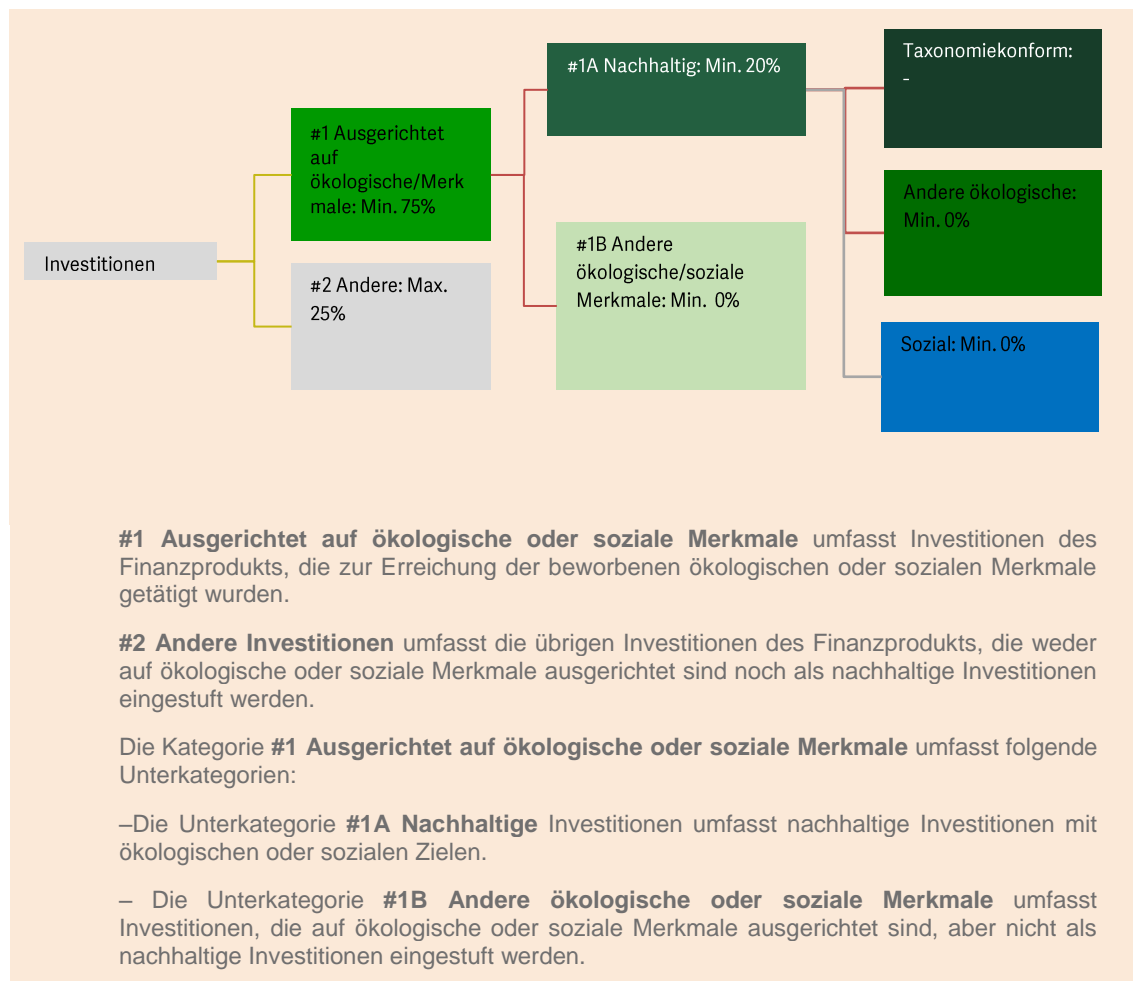 Investitionen
#1 Ausgerichtet
auf
ökologische/Merk
male: Min. 75%
#2 Andere: Max.
25%
#1A Nachhaltig: Min. 20%
#1B Andere
ökologische/soziale
Merkmale: Min. 0%
Taxonomiekonform:
-
Andere ökologische:
Min. 0%
Sozial: Min. 0%
#1 Ausgerichtet auf ökologische oder soziale Merkmale umfasst Investitionen des
Finanzprodukts, die zur Erreichung der beworbenen ökologischen oder sozialen Merkmale
getätigt wurden.
#2 Andere Investitionen umfasst die übrigen Investitionen des Finanzprodukts, die weder
auf ökologische oder soziale Merkmale ausgerichtet sind noch als nachhaltige Investitionen
eingestuft werden.
Die Kategorie #1 Ausgerichtet auf ökologische oder soziale Merkmale umfasst folgende
Unterkategorien:
–Die Unterkategorie #1A Nachhaltige Investitionen umfasst nachhaltige Investitionen mit
ökologischen oder sozialen Zielen.
– Die Unterkategorie #1B Andere ökologische oder soziale Merkmale umfasst
Investitionen, die auf ökologische oder soziale Merkmale ausgerichtet sind, aber nicht als
nachhaltige Investitionen eingestuft werden.